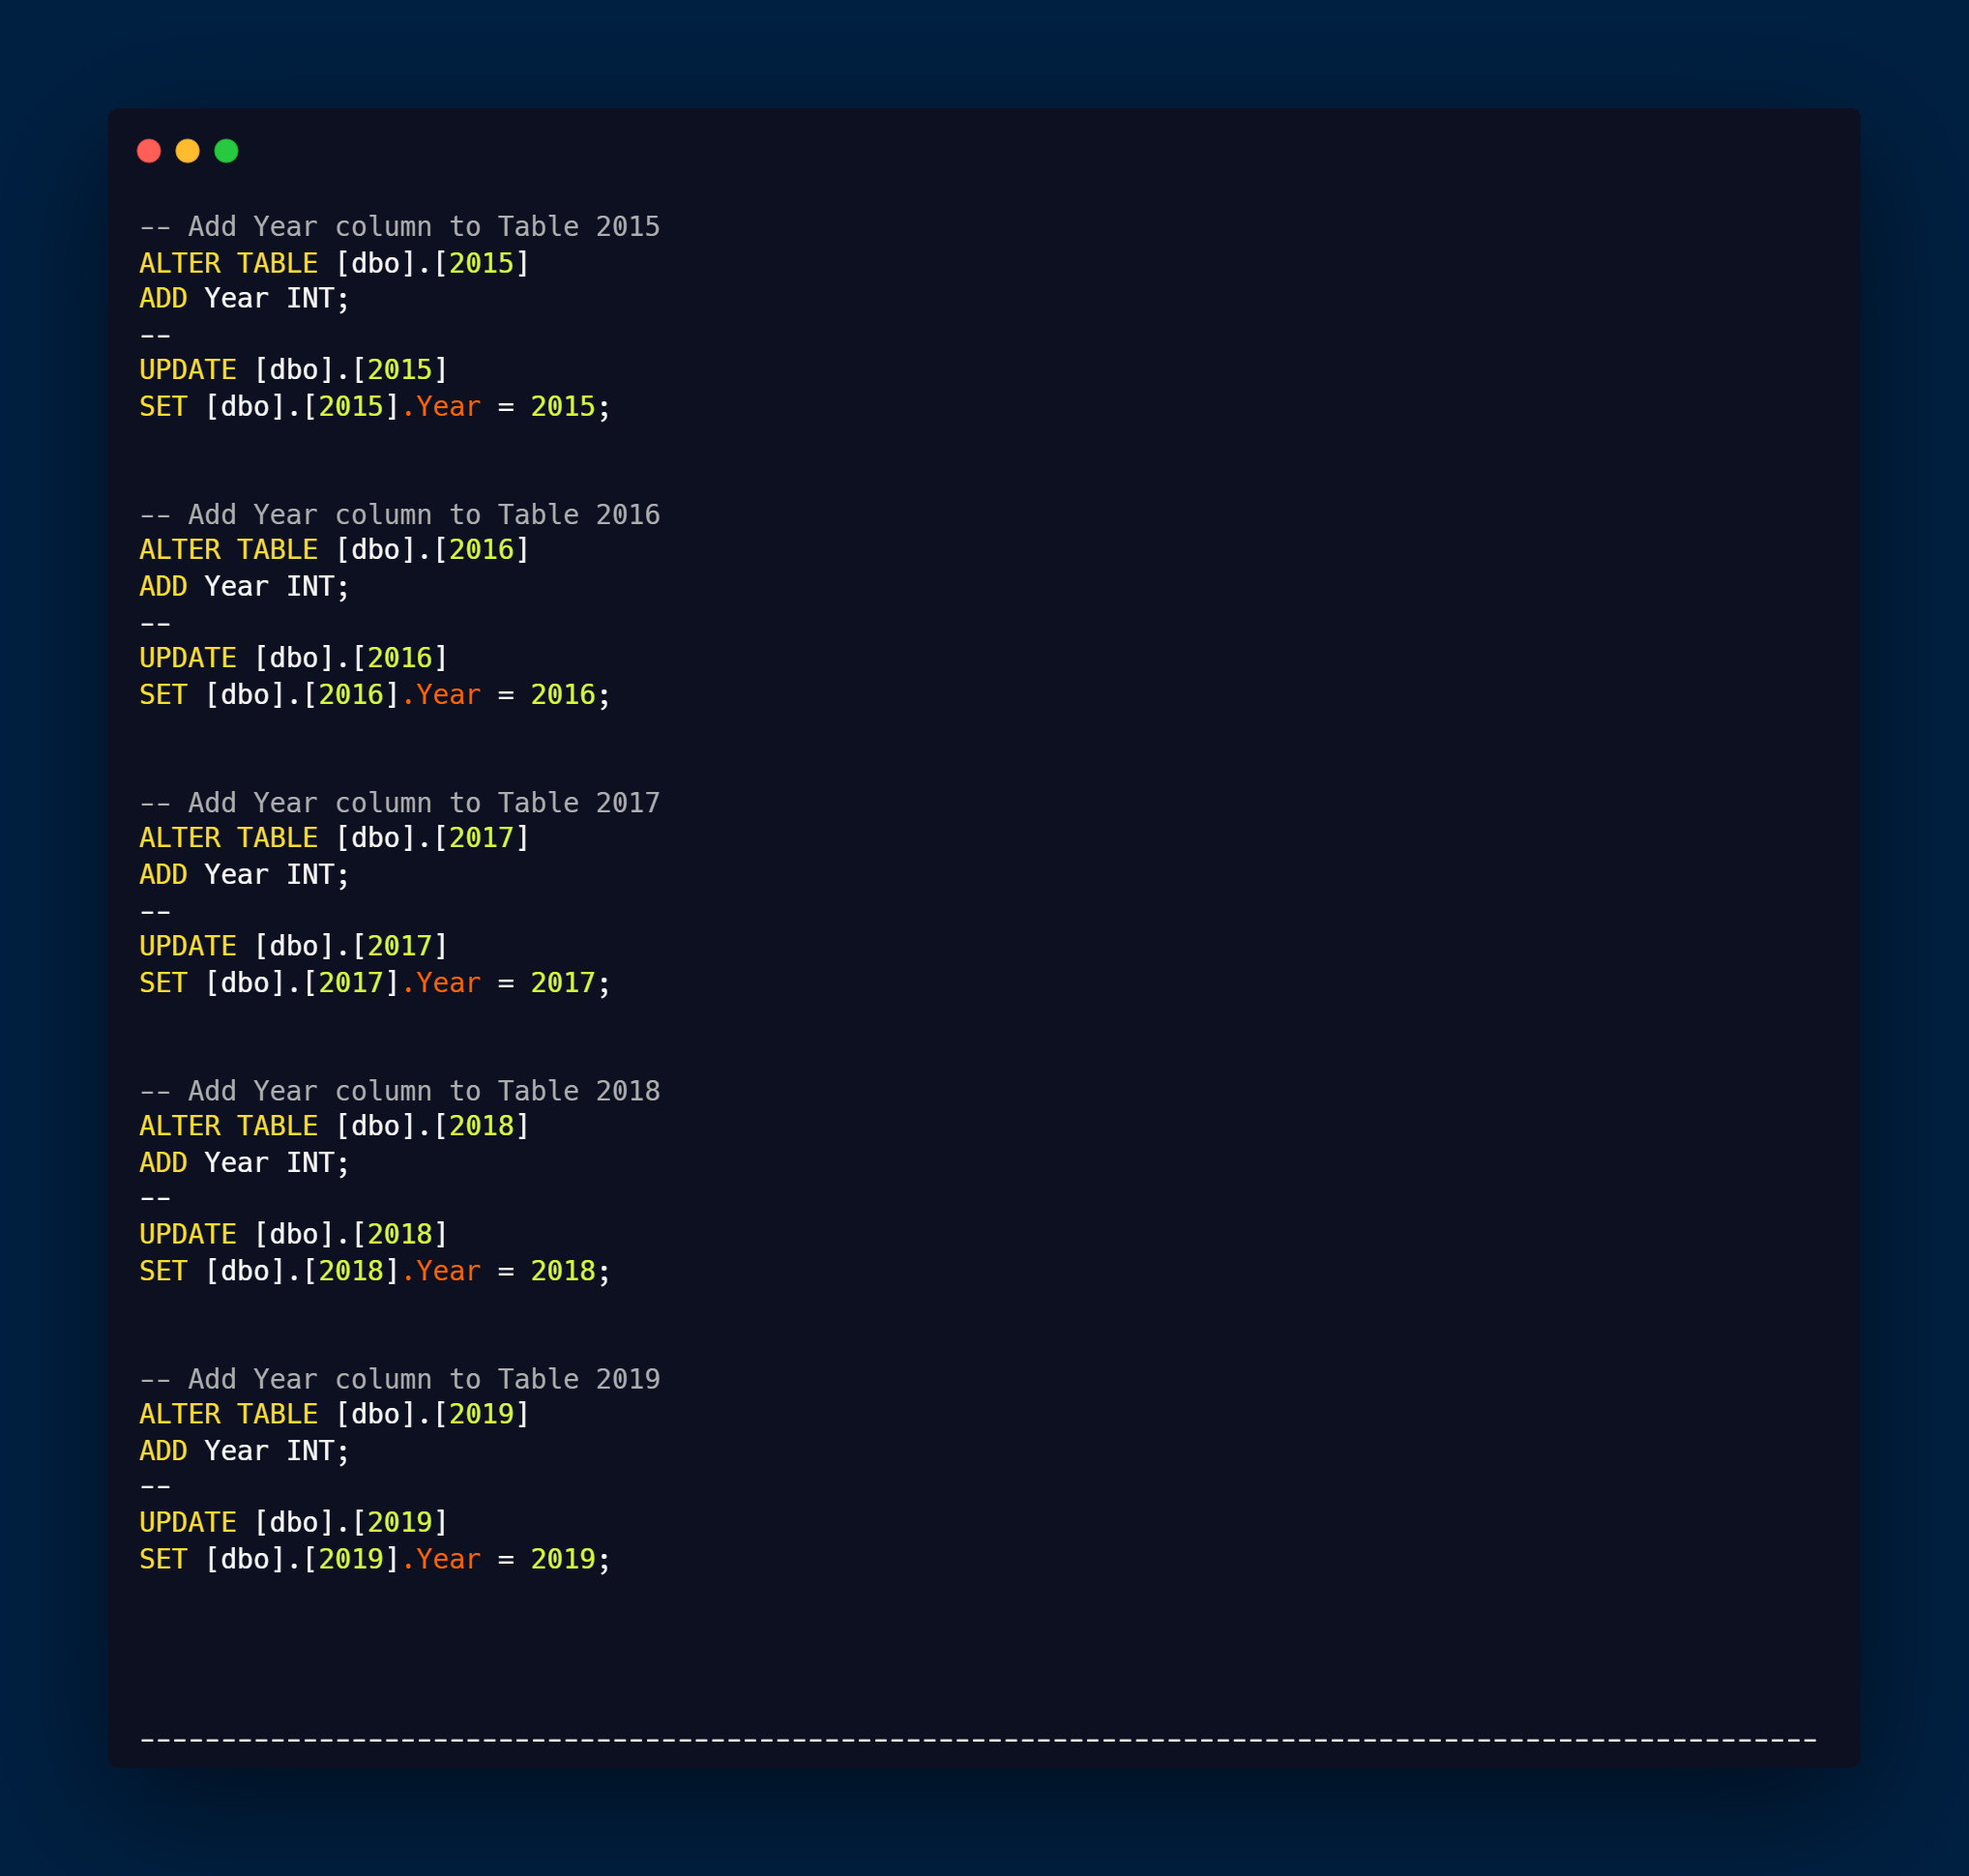 -- Add Year column to Table 2015
ALTER TABLE [dbo].[2015]
ADD Year INT;
--
UPDATE [dbo].[2015]
SET [dbo].[2015].Year = 2015;
-- Add Year column to Table 2016
ALTER TABLE [dbo].[2016]
ADD Year INT;
--
UPDATE [dbo].[2016]
SET [dbo].[2016].Year = 2016;
-- Add Year column to Table 2017
ALTER TABLE [dbo].[2017]
ADD Year INT;
--
UPDATE [dbo].[2017]
SET [dbo].[2017].Year = 2017;
-- Add Year column to Table 2018
ALTER TABLE [dbo].[2018]
ADD Year INT;
--
UPDATE [dbo].[2018]
SET [dbo].[2018].Year = 2018;
-- Add Year column to Table 2019
ALTER TABLE [dbo].[2019]
ADD Year INT;
--
UPDATE [dbo].[2019]
SET [dbo].[2019].Year = 2019;
-------------------------------------------------------------------------------------------------------